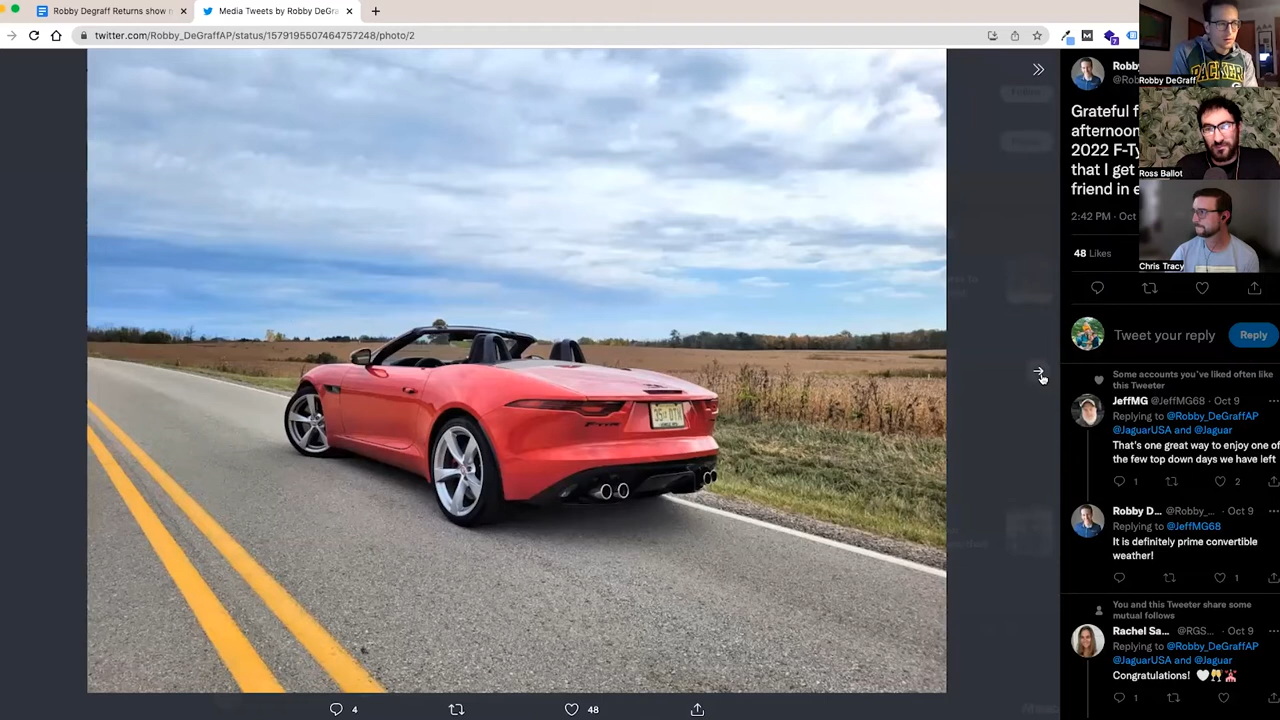 Robby Degraff Returns show b
Media Tweets by Robby DeGra
twitter.com/Robby_DeGraffAP/status/1579195507464757248/photo/2
Robby DeGraff
PACKER
Ross Ballot
Chris Tracy
Robby
@Rob
Grateful f
afternoon
2022 F-Ty
that I get
friend in e
2:42 PM · Oct
48 Likes
Tweet your reply
Reply
Some accounts you've liked often like
this Tweeter
JeffMG @JeffMG68 · Oct 9
Replying to @Robby_DeGraffAP
@JaguarUSA and @Jaguar
That's one great way to enjoy one of
the few top down days we have left
1
2
Robby D... @Robby_... · Oct 9
Replying to @JeffMG68
It is definitely prime convertible
weather!
1
You and this Tweeter share some
mutual follows
Rachel Sa... @RGS... · Oct 9
Replying to @Robby_DeGraffAP
@JaguarUSA and @Jaguar
Congratulations!
1
4
48